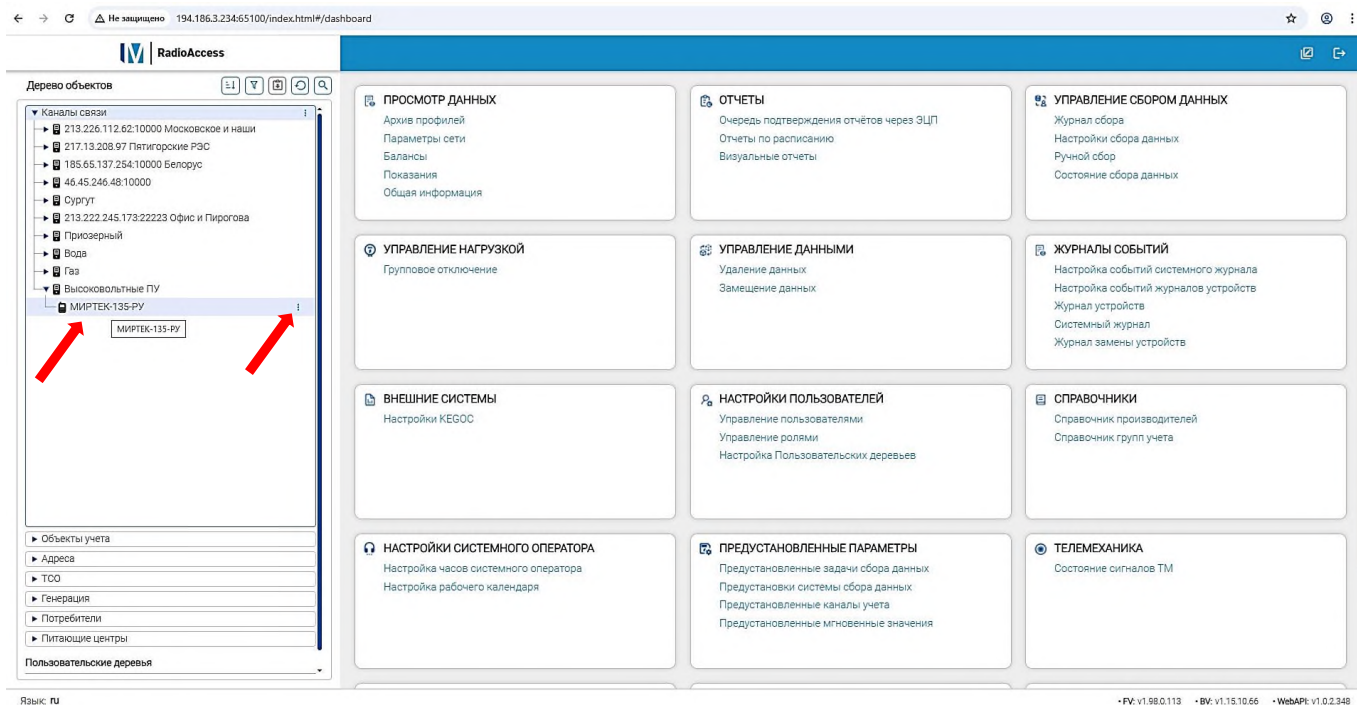 Не защищено 194.186.3.234:65100/index.html#/dashboard
RadioAccess
Дерево объектов
Каналы связи
213.226.112.62:10000 Московское и наши
217.13.208.97 Пятигорские РЭС
185.65.137.254:10000 Белорус
46.45.246.48:10000
Сургут
213.222.245.173:22223 Офис и Пирогова
Приозерный
Вода
Газ
Высоковольтные ПУ
МИРТЕК-135-РУ
МИРТЕК-135-РУ
Объекты учета
Адреса
ТСО
Генерация
Потребители
Питающие центры
Пользовательские деревья
ПРОСМОТР ДАННЫХ
Архив профилей
Параметры сети
Балансы
Показания
Общая информация
ОТЧЕТЫ
Очередь подтверждения отчётов через ЭЦП
Отчеты по расписанию
Визуальные отчеты
УПРАВЛЕНИЕ СБОРОМ ДАННЫХ
Журнал сбора
Настройки сбора данных
Ручной сбор
Состояние сбора данных
УПРАВЛЕНИЕ НАГРУЗКОЙ
Групповое отключение
УПРАВЛЕНИЕ ДАННЫМИ
Удаление данных
Замещение данных
ЖУРНАЛЫ СОБЫТИЙ
Настройка событий системного журнала
Настройка событий журналов устройств
Журнал устройств
Системный журнал
Журнал замены устройств
ВНЕШНИЕ СИСТЕМЫ
Настройки KEGOC
НАСТРОЙКИ ПОЛЬЗОВАТЕЛЕЙ
Управление пользователями
Управление ролями
Настройка Пользовательских деревьев
СПРАВОЧНИКИ
Справочник производителей
Справочник групп учета
НАСТРОЙКИ СИСТЕМНОГО ОПЕРАТОРА
Настройка часов системного оператора
Настройка рабочего календаря
ПРЕДУСТАНОВЛЕННЫЕ ПАРАМЕТРЫ
Предустановленные задачи сбора данных
Предустановки системы сбора данных
Предустановленные каналы учета
Предустановленные мгновенные значения
ТЕЛЕМЕХАНИКА
Состояние сигналов ТМ
Язык: ru
• FV: v1.98.0.113 • BV: v1.15.10.66 • WebAPI: v1.0.2.348